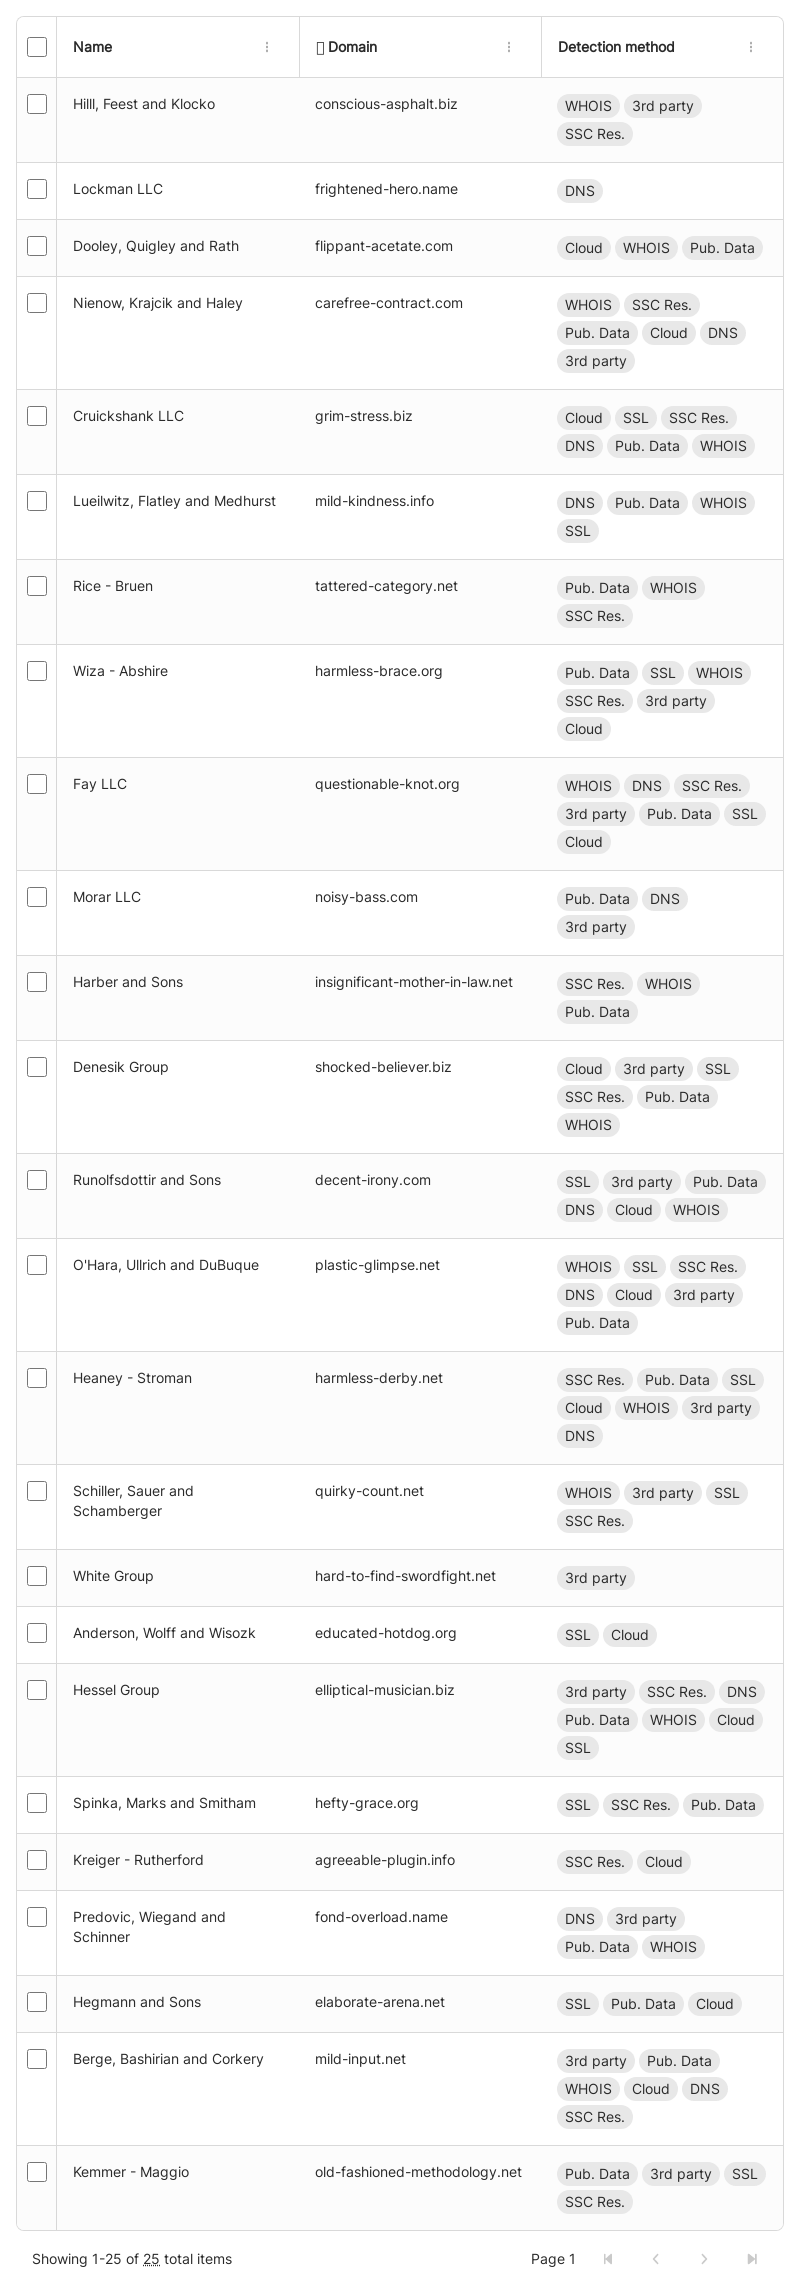 Name Domain Detection method
Hilll, Feest and Klocko conscious-asphalt.biz WHOIS 3rd party
SSC Res.
Lockman LLC frightened-hero.name DNS
Dooley, Quigley and Rath flippant-acetate.com Cloud WHOIS Pub. Data
Nienow, Krajcik and Haley carefree-contract.com WHOIS SSC Res.
Pub. Data Cloud DNS
3rd party
Cruickshank LLC grim-stress.biz Cloud SSL SSC Res.
DNS Pub. Data WHOIS
Lueilwitz, Flatley and Medhurst mild-kindness.info DNS Pub. Data WHOIS
SSL
Rice - Bruen tattered-category.net Pub. Data WHOIS
SSC Res.
Wiza - Abshire harmless-brace.org Pub. Data SSL WHOIS
SSC Res. 3rd party
Cloud
Fay LLC questionable-knot.org WHOIS DNS SSC Res.
3rd party Pub. Data SSL
Cloud
Morar LLC noisy-bass.com Pub. Data DNS
3rd party
Harber and Sons insignificant-mother-in-law.net SSC Res. WHOIS
Pub. Data
Denesik Group shocked-believer.biz Cloud 3rd party SSL
SSC Res. Pub. Data
WHOIS
Runolfsdottir and Sons decent-irony.com SSL 3rd party Pub. Data
DNS Cloud WHOIS
O'Hara, Ullrich and DuBuque plastic-glimpse.net WHOIS SSL SSC Res.
DNS Cloud 3rd party
Pub. Data
Heaney - Stroman harmless-derby.net SSC Res. Pub. Data SSL
Cloud WHOIS 3rd party
DNS
Schiller, Sauer and quirky-count.net WHOIS 3rd party SSL
Schamberger SSC Res.
White Group hard-to-find-swordfight.net 3rd party
Anderson, Wolff and Wisozk educated-hotdog.org SSL Cloud
Hessel Group elliptical-musician.biz 3rd party SSC Res. DNS
Pub. Data WHOIS Cloud
SSL
Spinka, Marks and Smitham hefty-grace.org SSL SSC Res. Pub. Data
Kreiger - Rutherford agreeable-plugin.info SSC Res. Cloud
Predovic, Wiegand and fond-overload.name DNS 3rd party
Schinner Pub. Data WHOIS
Hegmann and Sons elaborate-arena.net SSL Pub. Data Cloud
Berge, Bashirian and Corkery mild-input.net 3rd party Pub. Data
WHOIS Cloud DNS
SSC Res.
Kemmer - Maggio old-fashioned-methodology.net Pub. Data 3rd party SSL
SSC Res.
Showing 1-25 of 25 total items Page 1